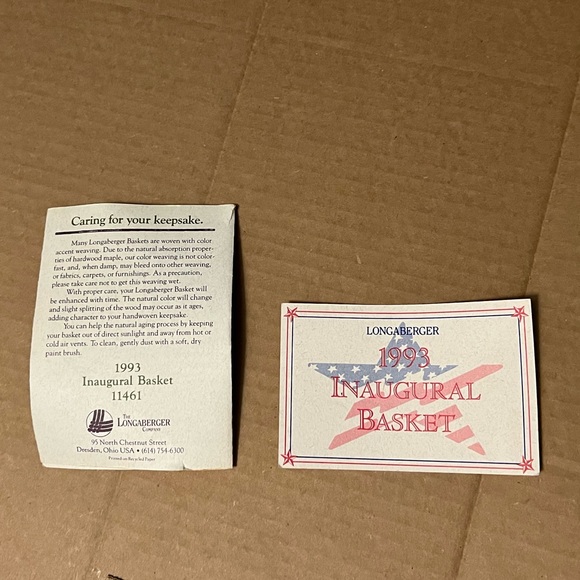 Caring for your keepsake.
Many Longaberger Baskets are woven with color
accent weaving. Due to the natural absorption proper-
ties of hardwood maple, our color weaving is not color-
fast, and, when damp, may bleed onto other weaving,
or fabrics, carpets, or furnishings. As a precaution,
please take care not to get this weaving wet.
With proper care, your Longaberger Basket will
be enhanced with time. The natural color will change
and slight splitting of the wood may occur as it ages,
adding character to your handwoven keepsake.
You can help the natural aging process by keeping
your basket out of direct sunlight and away from hot or
cold air vents. To clean, gently dust with a soft, dry
paint brush.
1993
Inaugural Basket
11461
THE
LONGABERGER
COMPANY
95 North Chestnut Street
Dresden, Ohio USA • (614) 754-6300
Printed on Recycled Paper
LONGABERGER
1993
INAUGURAL
BASKET